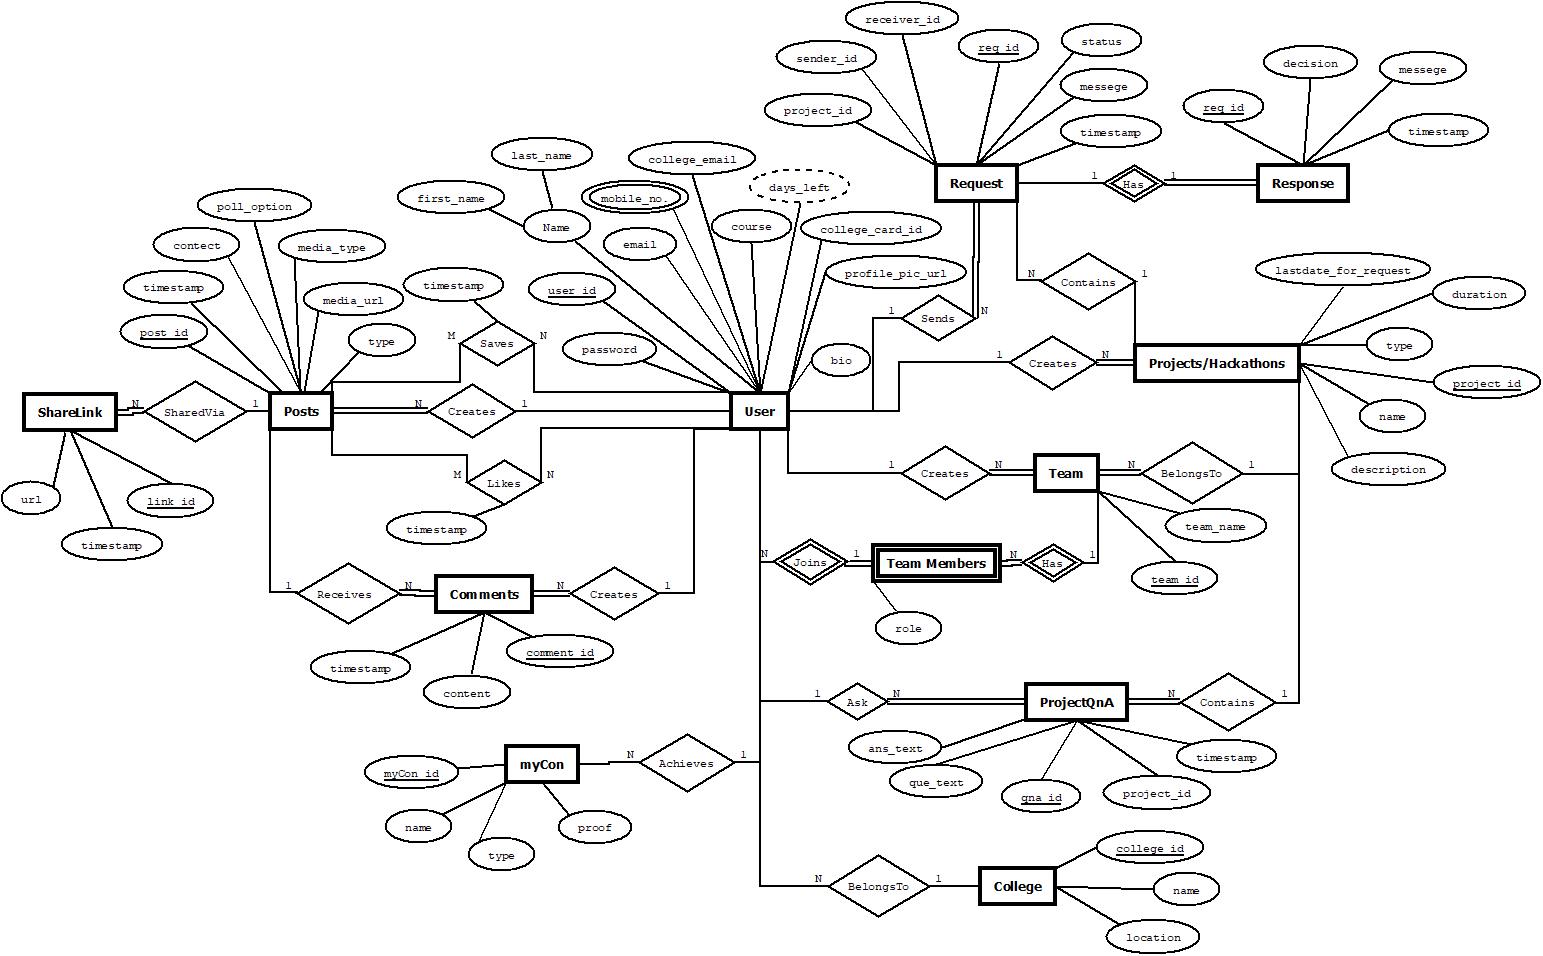 receiver_id
req_id
status
sender_id
decision
messege
messege
req_id
project_id
timestamp
timestamp
last_name
college_email
Request
1
Has
1
Response
days_left
first_name
mobile_no.
poll_option
Name
course
college_card_id
contect
media_type
email
timestamp
profile_pic_url
N
Contains
1
lastdate_for_request
timestamp
media_url
user_id
duration
post_id
type
M
Saves
N
password
1
Sends
N
bio
type
1
Creates
N
Projects/Hackathons
project_id
name
ShareLink
N
SharedVia
1
Posts
N
Creates
1
User
description
M
Likes
N
1
Creates
N
Team
N
BelongsTo
1
url
link_id
timestamp
timestamp
team_name
N
Joins
1
Team Members
N
Has
1
team_id
1
Receives
N
Comments
N
Creates
1
role
timestamp
comment_id
content
1
Ask
N
ProjectQnA
N
Contains
1
ans_text
que_text
qna_id
project_id
timestamp
myCon_id
myCon
N
Achieves
1
name
type
proof
college_id
N
BelongsTo
1
College
name
location